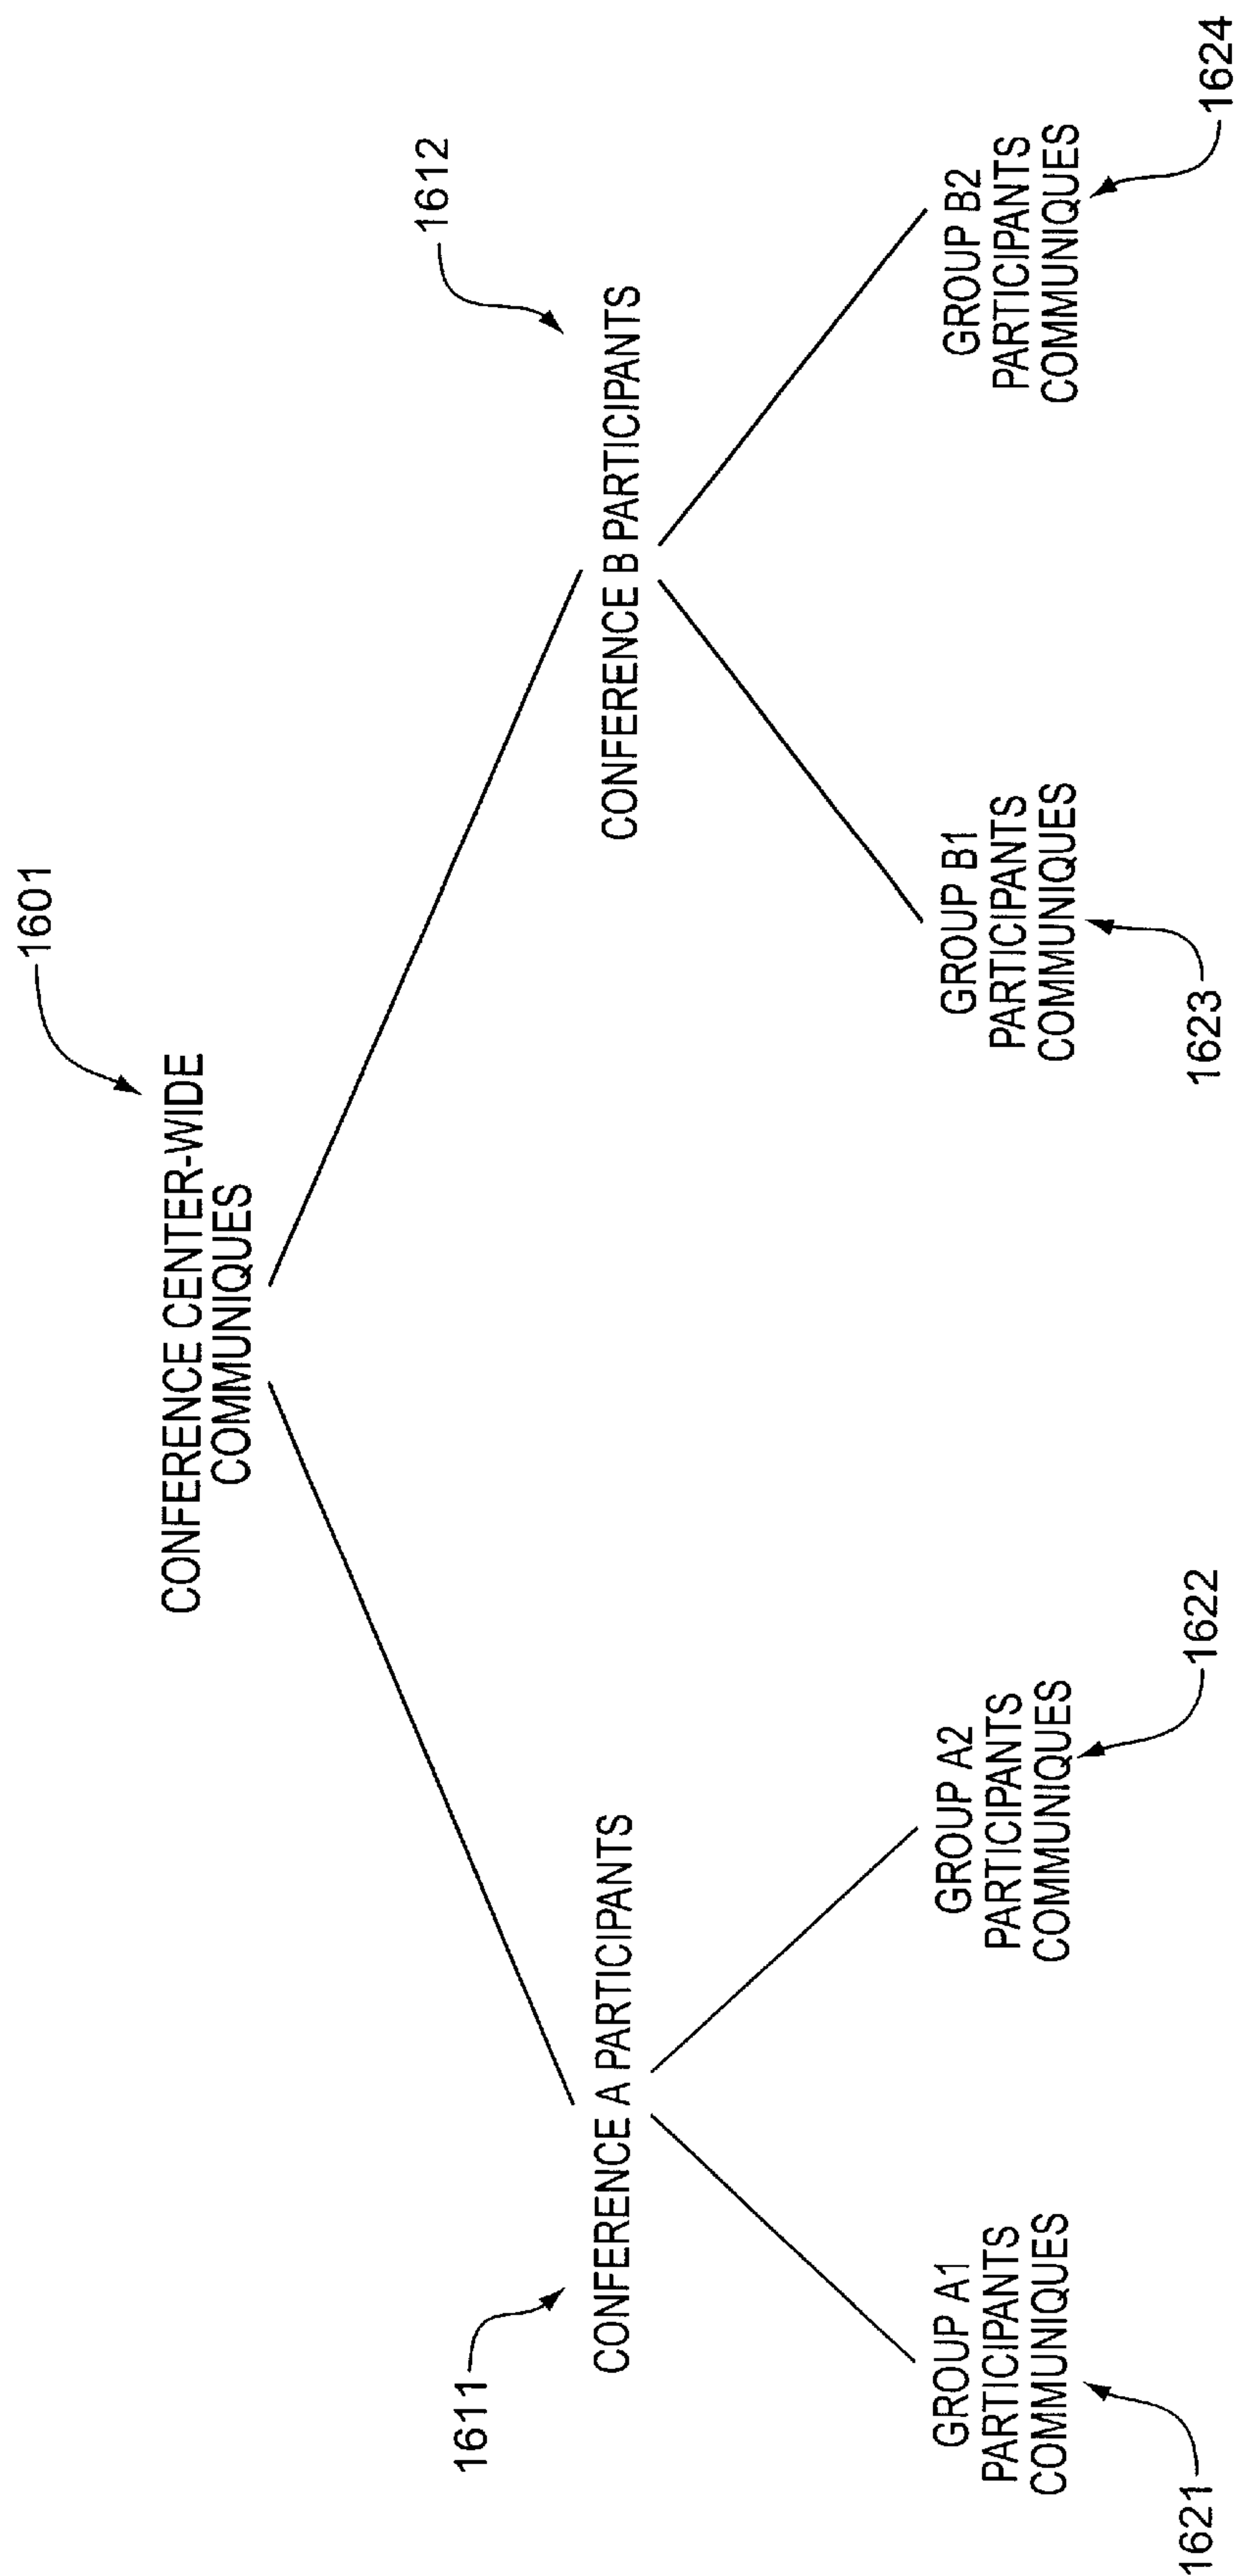 1601
CONFERENCE CENTER-WIDE
COMMUNIQUES
1611
CONFERENCE A PARTICIPANTS
1612
CONFERENCE B PARTICIPANTS
GROUP A1
PARTICIPANTS
COMMUNIQUES
1621
GROUP A2
PARTICIPANTS
COMMUNIQUES
1622
GROUP B1
PARTICIPANTS
COMMUNIQUES
1623
GROUP B2
PARTICIPANTS
COMMUNIQUES
1624